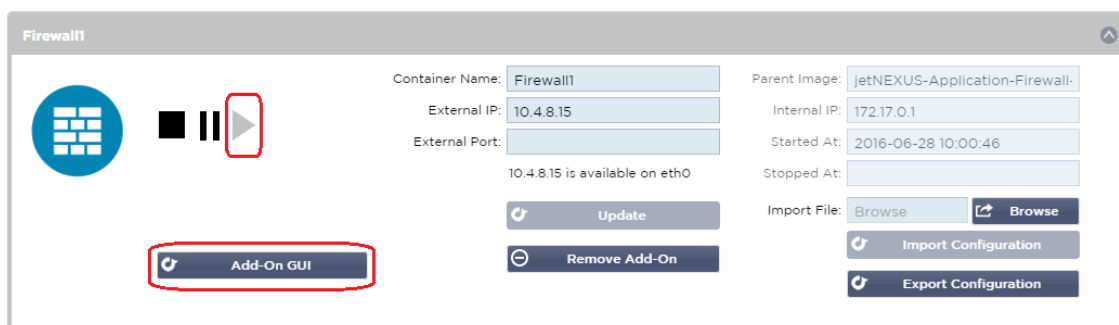 Firewall1
Container Name: Firewall1
External IP: 10.4.8.15
External Port:
10.4.8.15 is available on eth0
Update
Remove Add-On
Add-On GUI
Parent Image: jetNEXUS-Application-Firewall-
Internal IP: 172.17.0.1
Started At: 2016-06-28 10:00:46
Stopped At:
Import File: Browse Browse
Import Configuration
Export Configuration